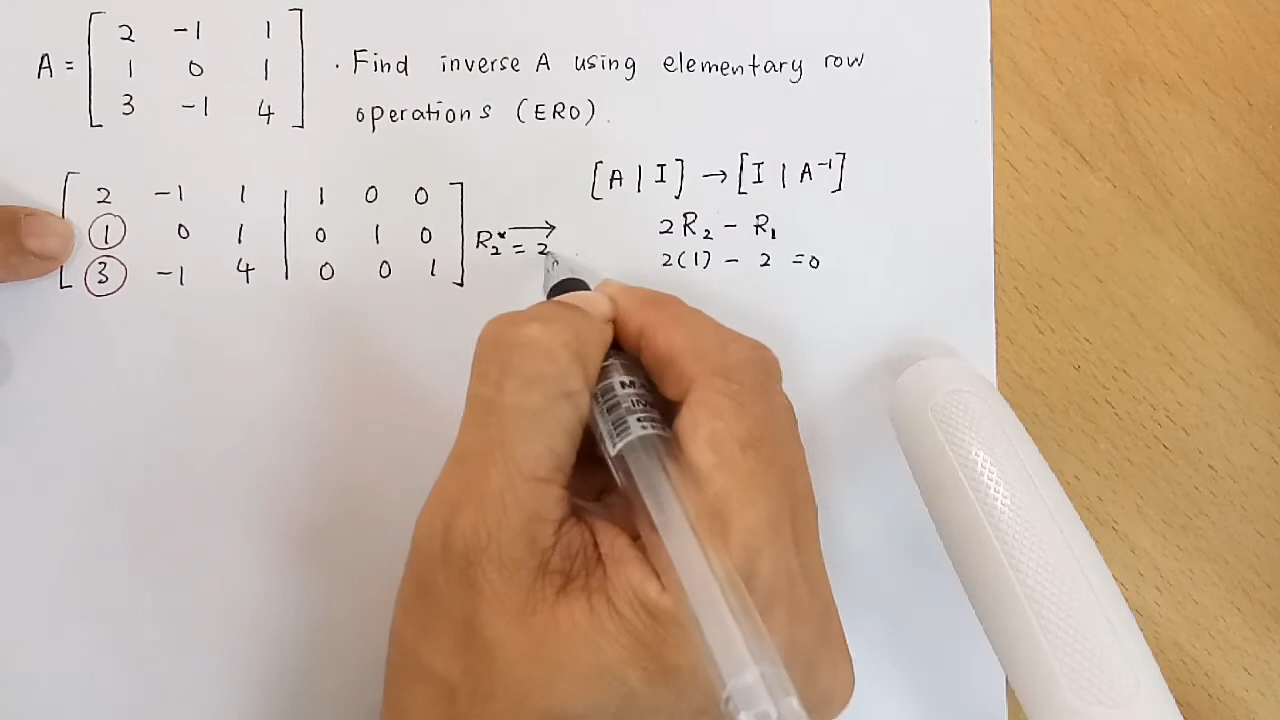 A = [ 2 -1 1
1 0 1
3 -1 4 ] . Find inverse A using elementary row
operations (ERO).
[A | I] → [I | A⁻¹]
[ 2 -1 1 | 1 0 0
1 0 1 | 0 1 0
3 -1 4 | 0 0 1 ]
R₂* = 2 →
2R₂ - R₁
2(1) - 2 = 0